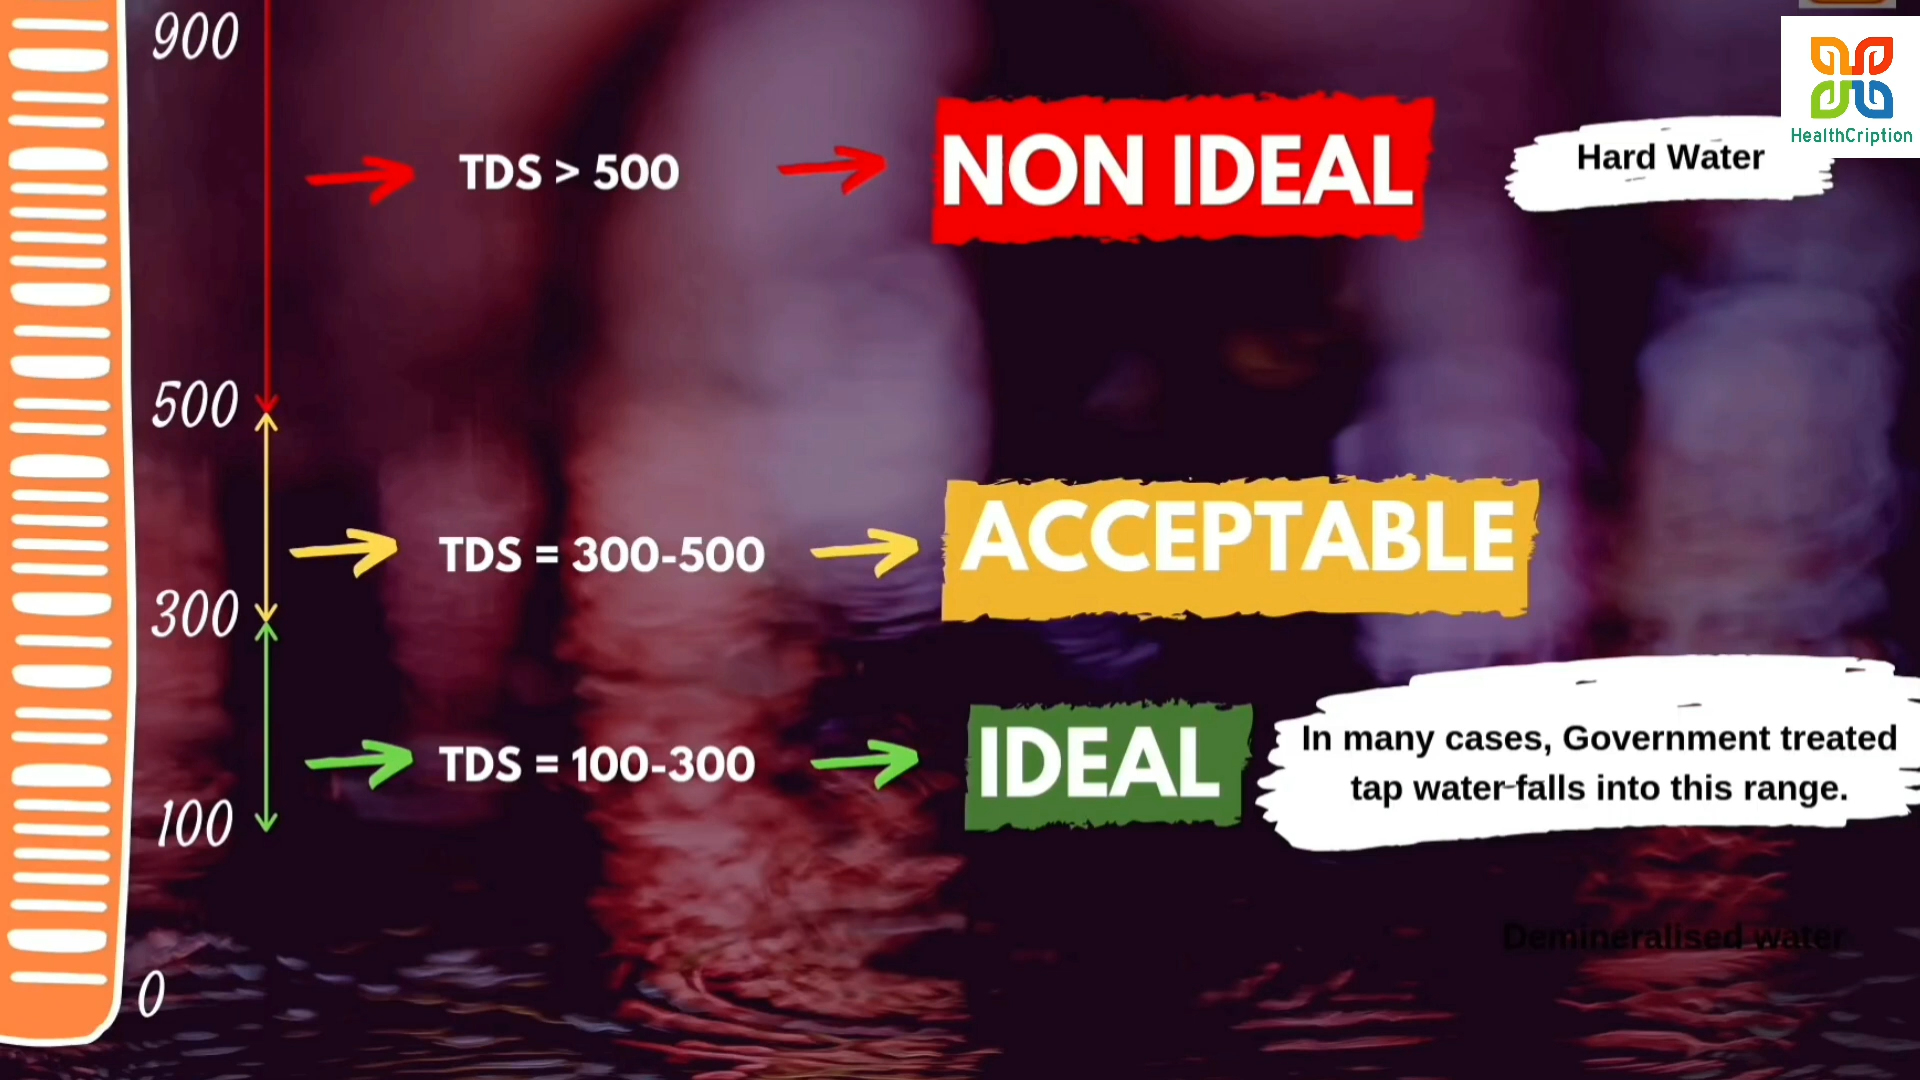 900
HealthCription
TDS > 500
NON IDEAL
Hard Water
500
TDS = 300-500
ACCEPTABLE
300
TDS = 100-300
IDEAL
In many cases, Government treated
tap water falls into this range.
100
Demineralised water
0